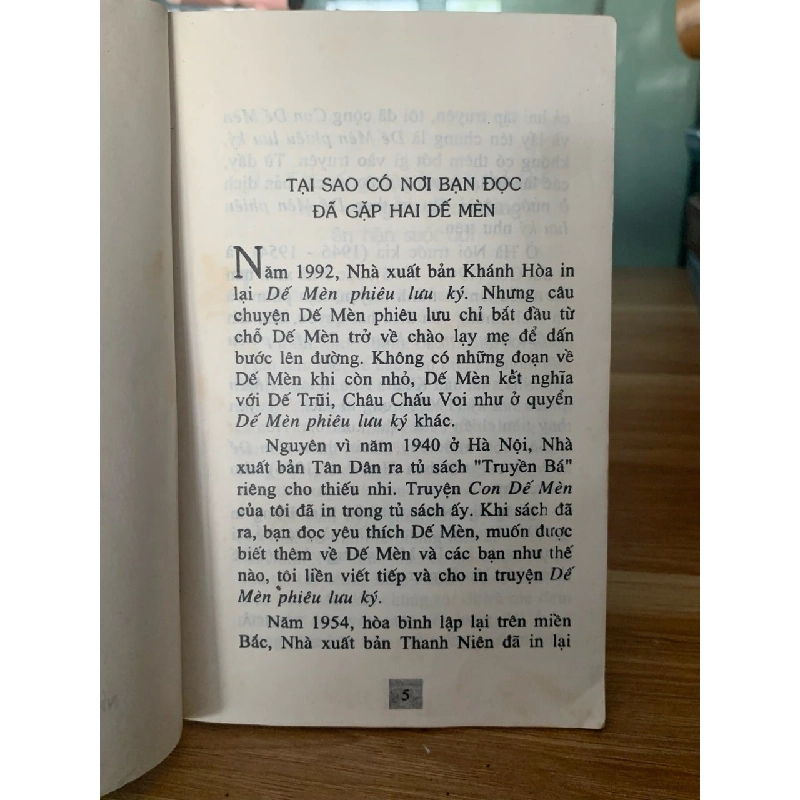 TẠI SAO CÓ NƠI BẠN ĐỌC
ĐÃ GẶP HAI DẾ MÈN
Năm 1992, Nhà xuất bản Khánh Hòa in
lại Dế Mèn phiêu lưu ký. Nhưng câu
chuyện Dế Mèn phiêu lưu chỉ bắt đầu từ
chỗ Dế Mèn trở về chào lạy mẹ để dấn
bước lên đường. Không có những đoạn về
Dế Mèn khi còn nhỏ, Dế Mèn kết nghĩa
với Dế Trũi, Châu Chấu Voi như ở quyển
Dế Mèn phiêu lưu ký khác.
Nguyên vì năm 1940 ở Hà Nội, Nhà
xuất bản Tân Dân ra tủ sách "Truyền Bá"
riêng cho thiếu nhi. Truyện Con Dế Mèn
của tôi đã in trong tủ sách ấy. Khi sách đã
ra, bạn đọc yêu thích Dế Mèn, muốn được
biết thêm về Dế Mèn và các bạn như thế
nào, tôi liền viết tiếp và cho in truyện Dế
Mèn phiêu lưu ký.
Năm 1954, hòa bình lập lại trên miền
Bắc, Nhà xuất bản Thanh Niên đã in lại
5